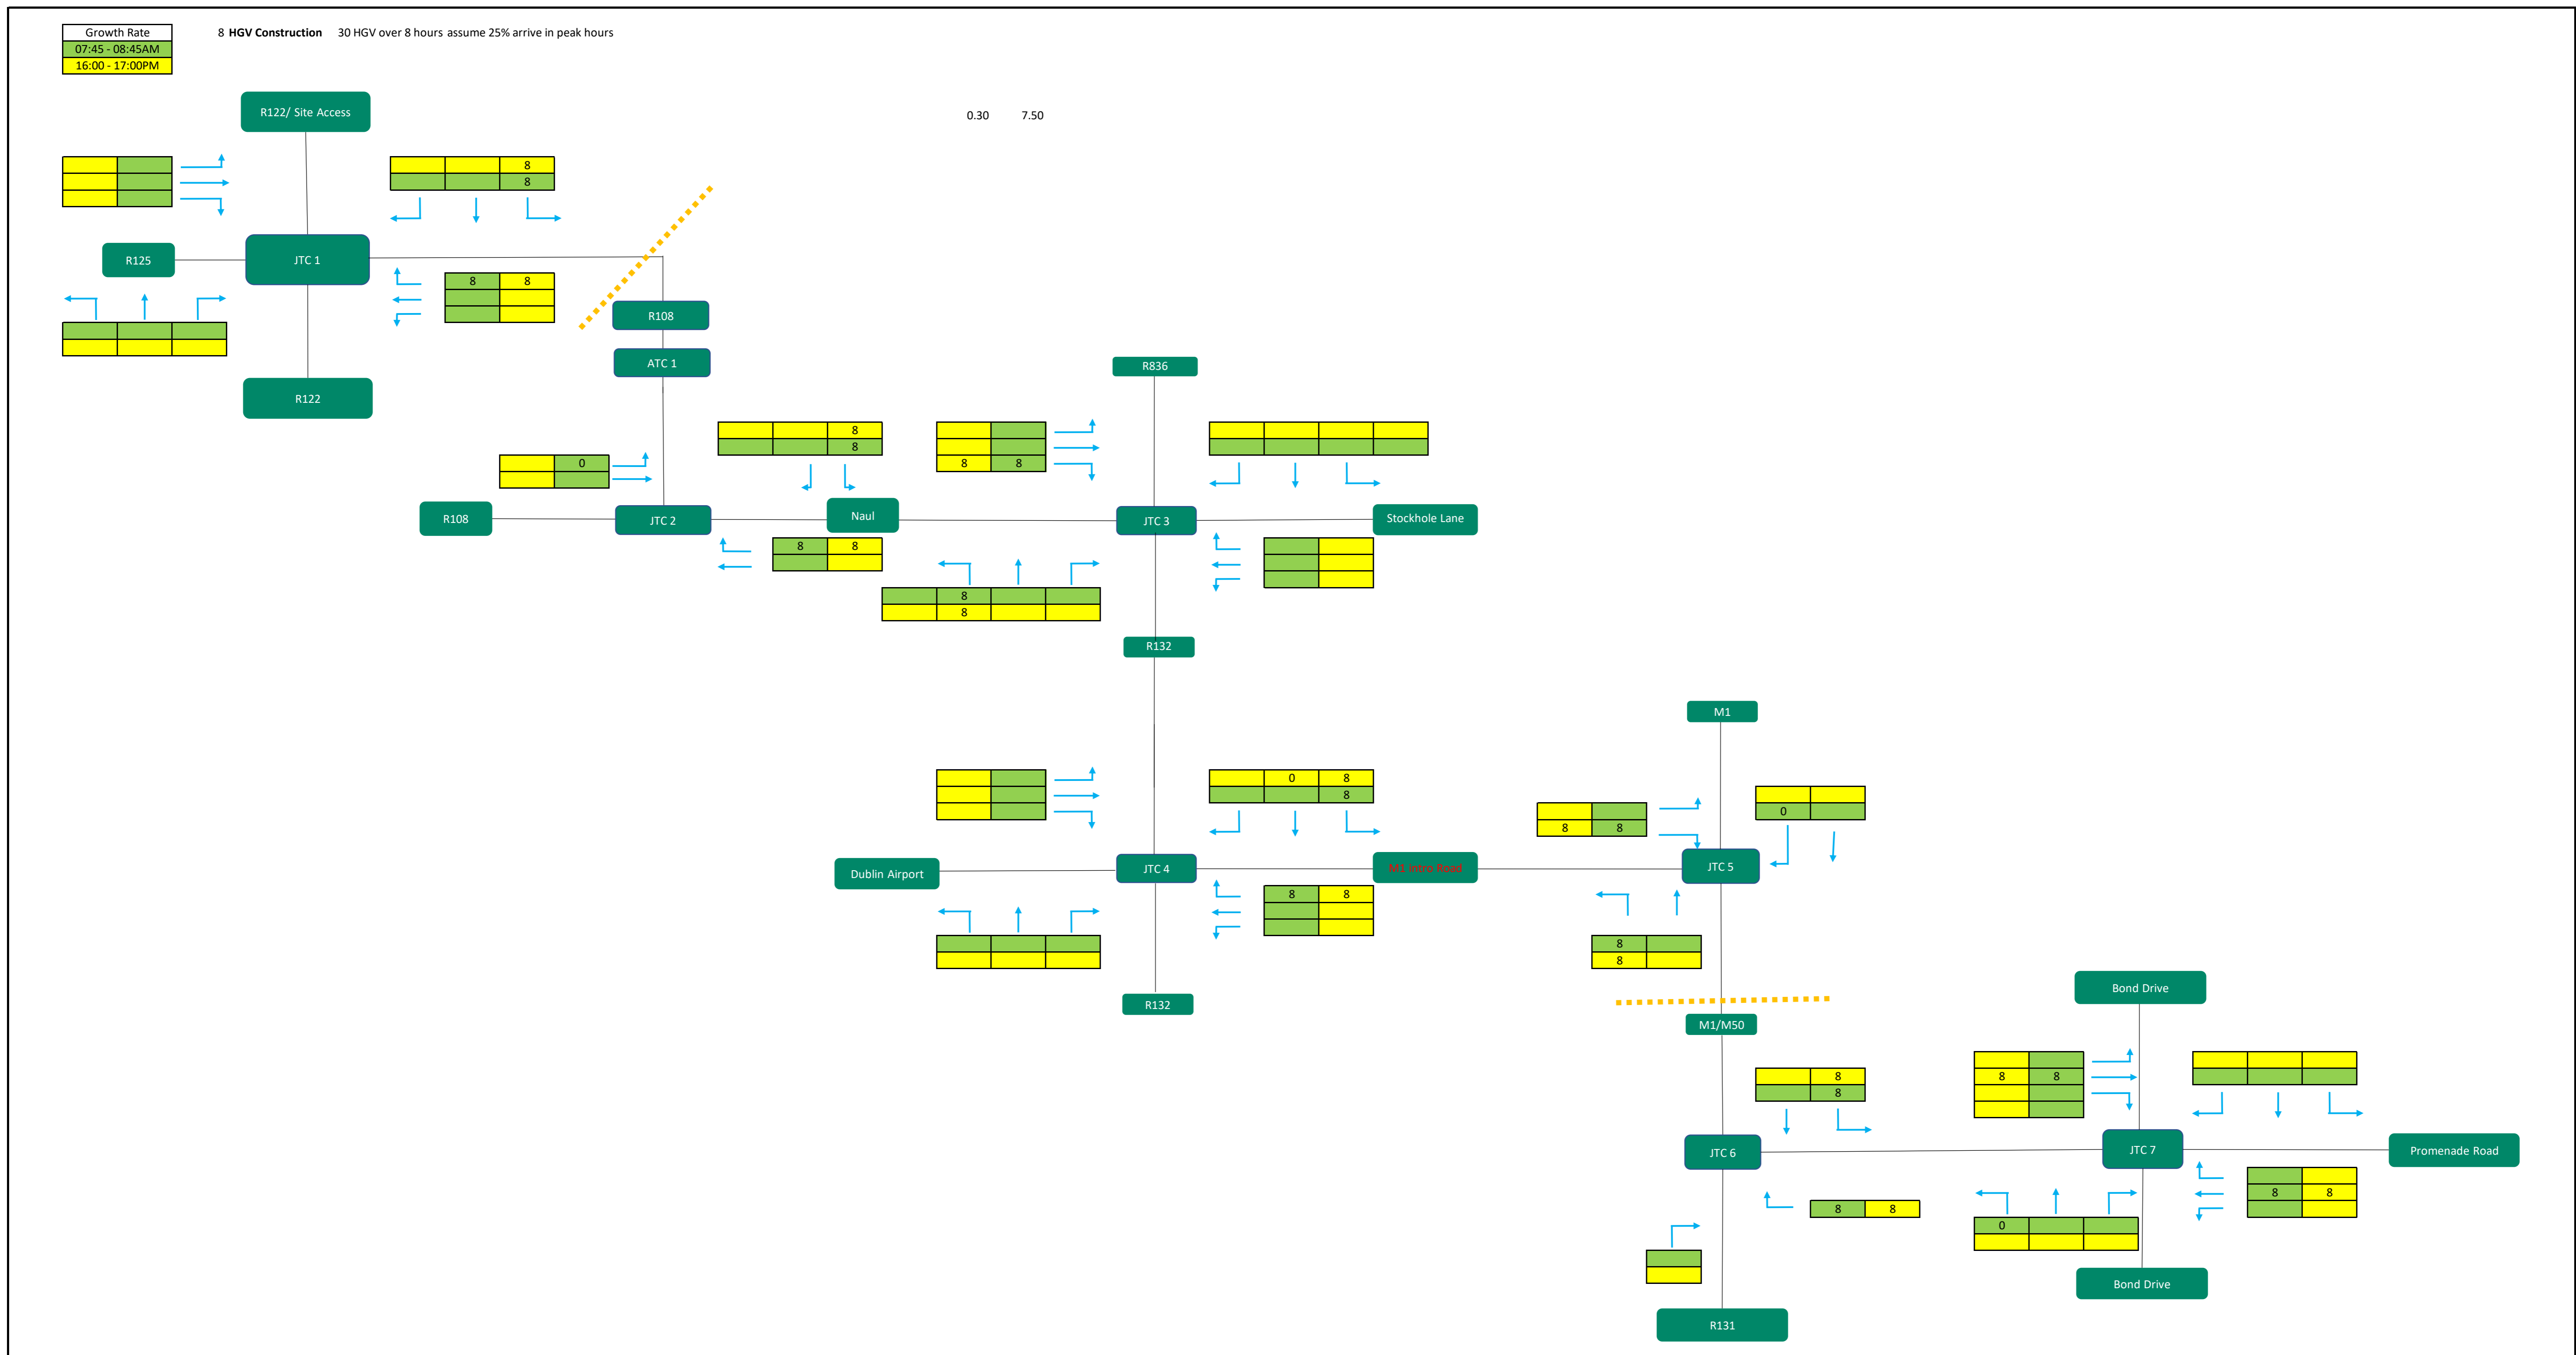 Growth Rate
8 HGV Construction 30 HGV over 8 hours assume 25% arrive in peak hours
07:45 - 08:45AM
16:00 - 17:00PM
R122/ Site Access
0.30 7.50
8
8
R125
JTC 1
8 8
R108
ATC 1
R122
R836
8
8
8 8
0
R108
JTC 2
Naul
JTC 3
Stockhole Lane
8 8
8
8
R132
M1
0 8
8
8 8
0
Dublin Airport
JTC 4
M1 Intro Road
JTC 5
8 8
8
8
R132
M1/M50
Bond Drive
8
8
8 8
JTC 6
JTC 7
Promenade Road
8 8
8 8
0
Bond Drive
R131